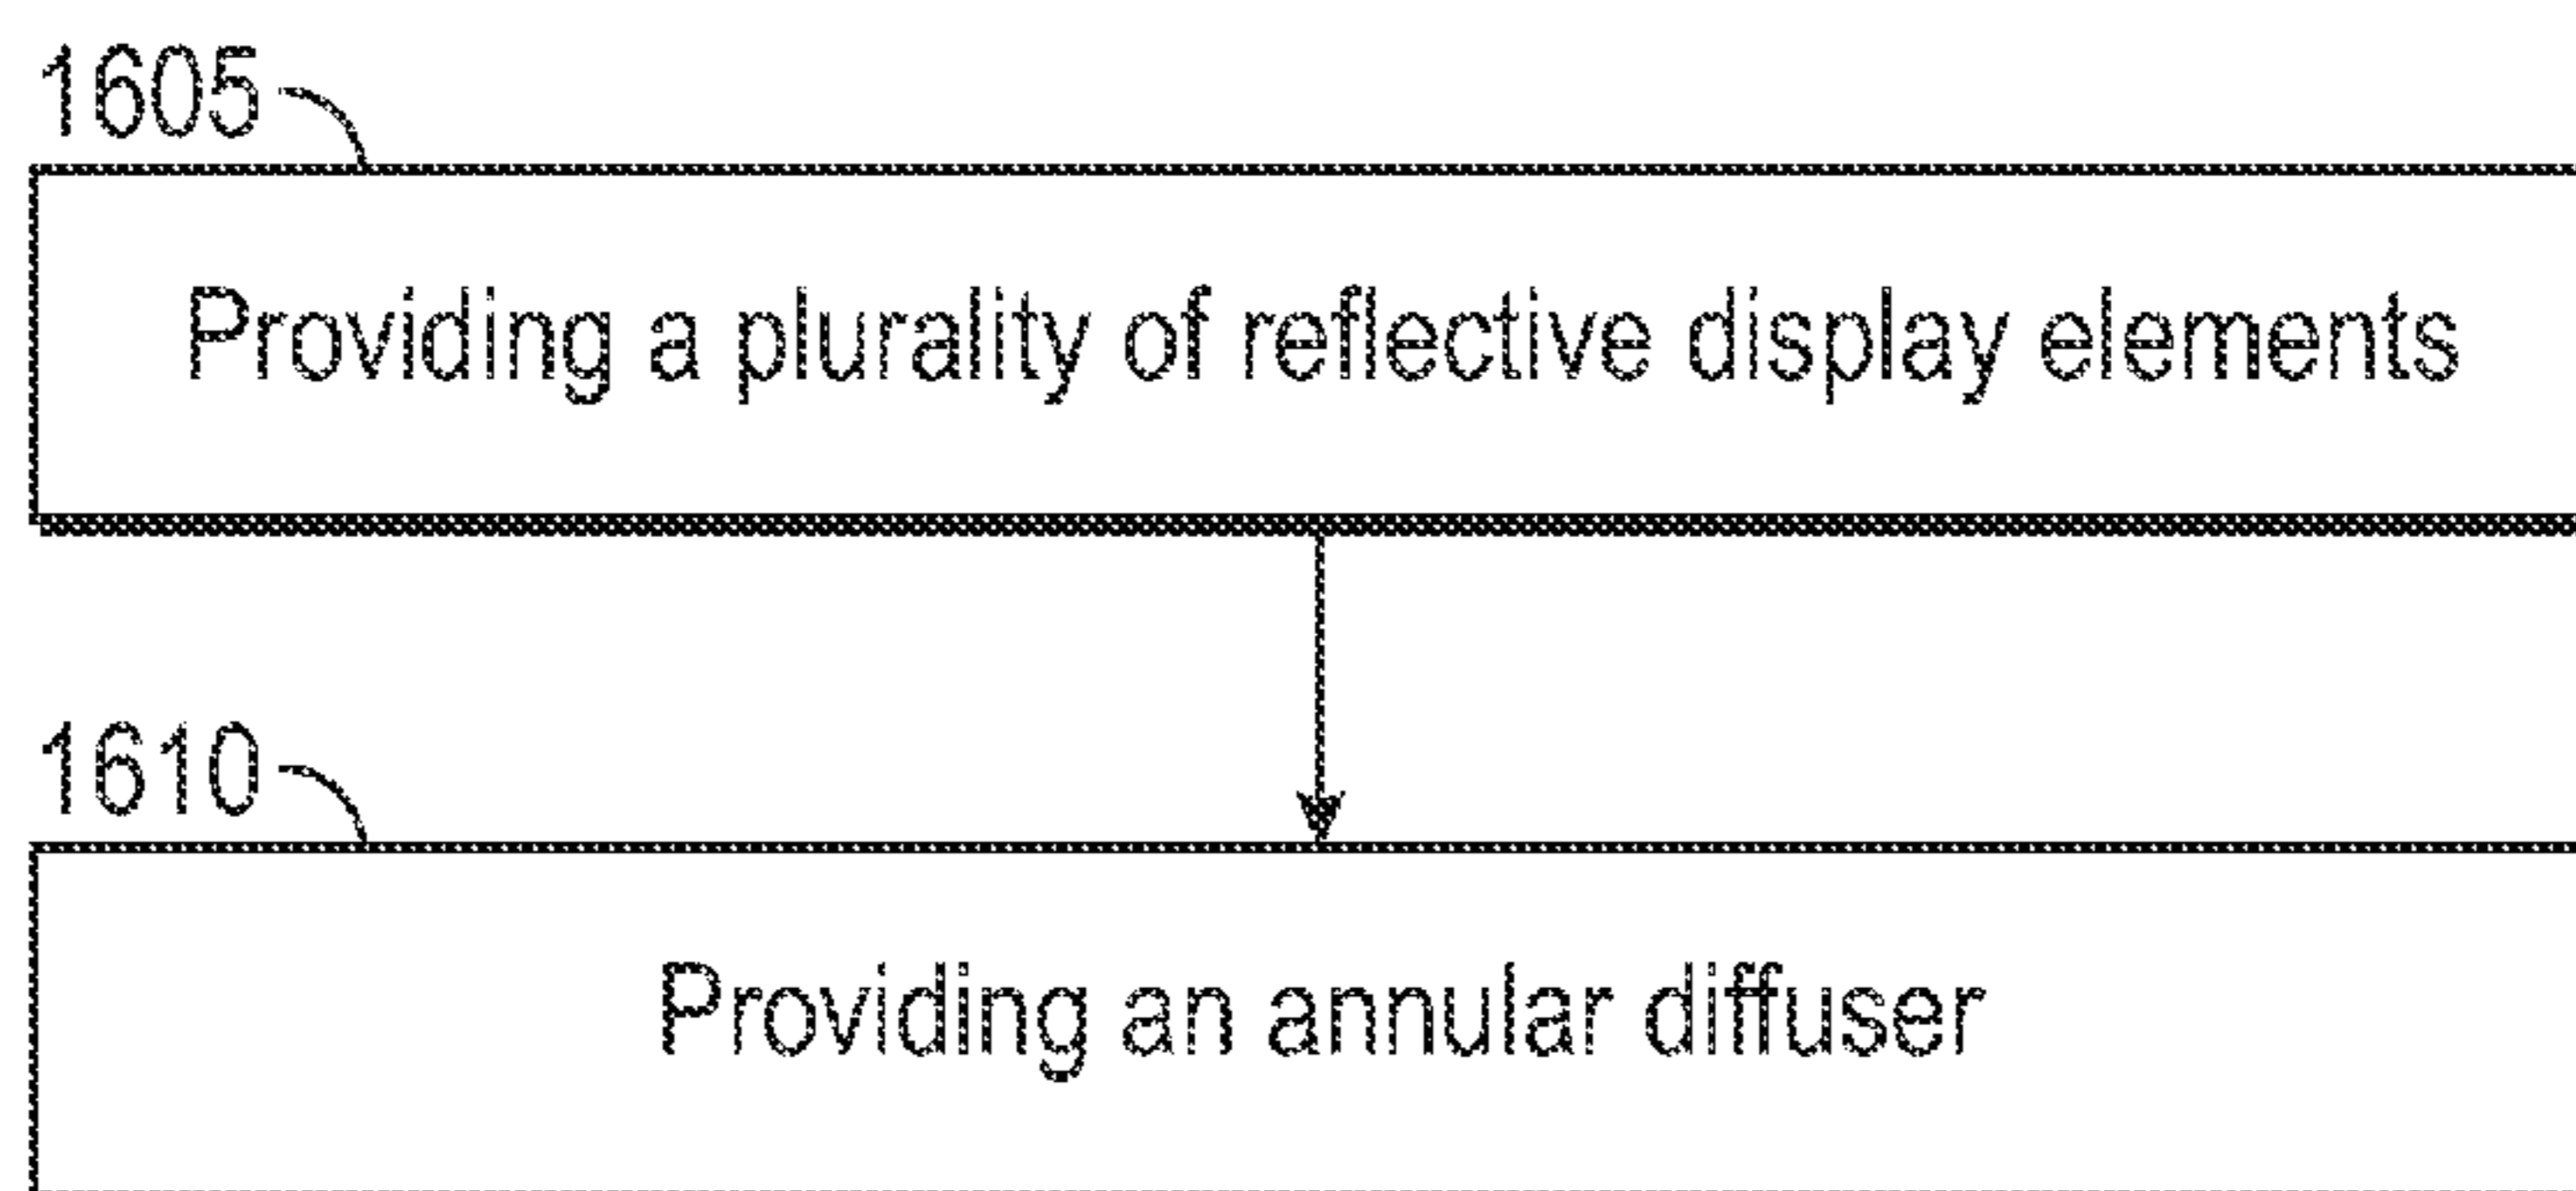 1605
Providing a plurality of reflective display elements
1610
Providing an annular diffuser